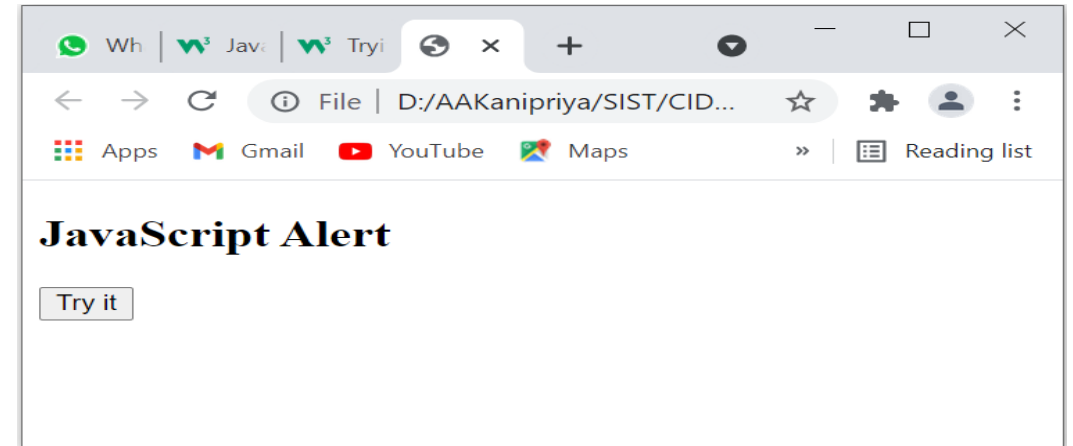 Wh Java Tryi
File D:/AAKanipriya/SIST/CID...
Apps Gmail YouTube Maps » Reading list
JavaScript Alert
Try it